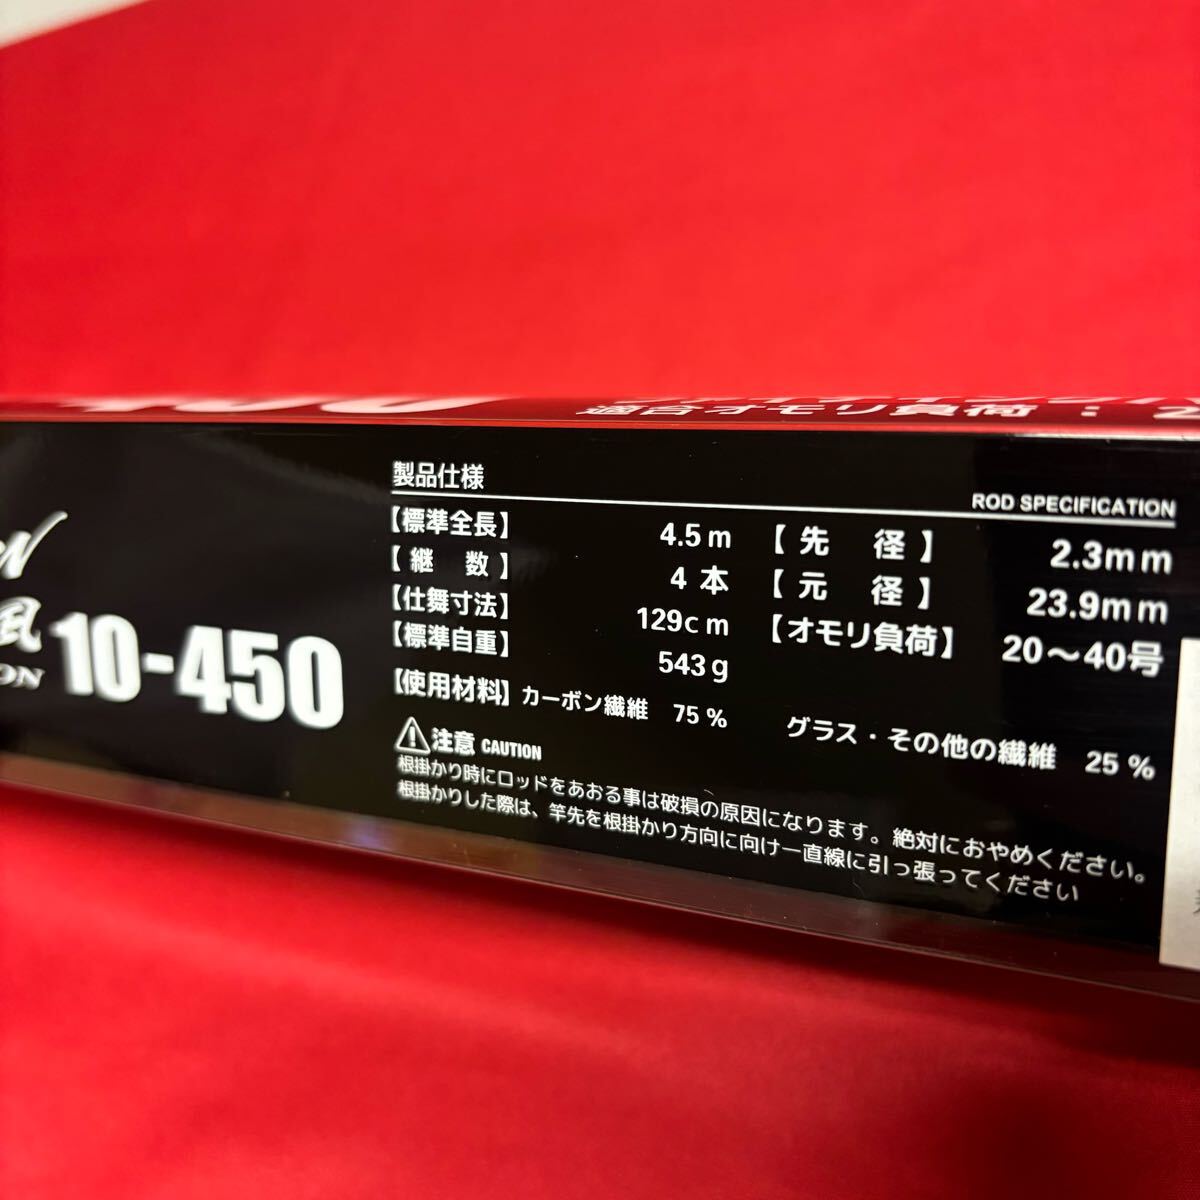 適合オモリ負荷：2
風10-450
製品仕様
ROD SPECIFICATION
【標準全長】 4.5m 【先 径】 2.3mm
【継 数】 4本 【元 径】 23.9mm
【仕舞寸法】 129cm 【オモリ負荷】 20〜40号
【標準自重】 543g
【使用材料】カーボン繊維 75% グラス・その他の繊維 25%
注意 CAUTION
根掛かり時にロッドをあおる事は破損の原因になります。絶対におやめください。
根掛かりした際は、竿先を根掛かり方向に向け一直線に引っ張ってください